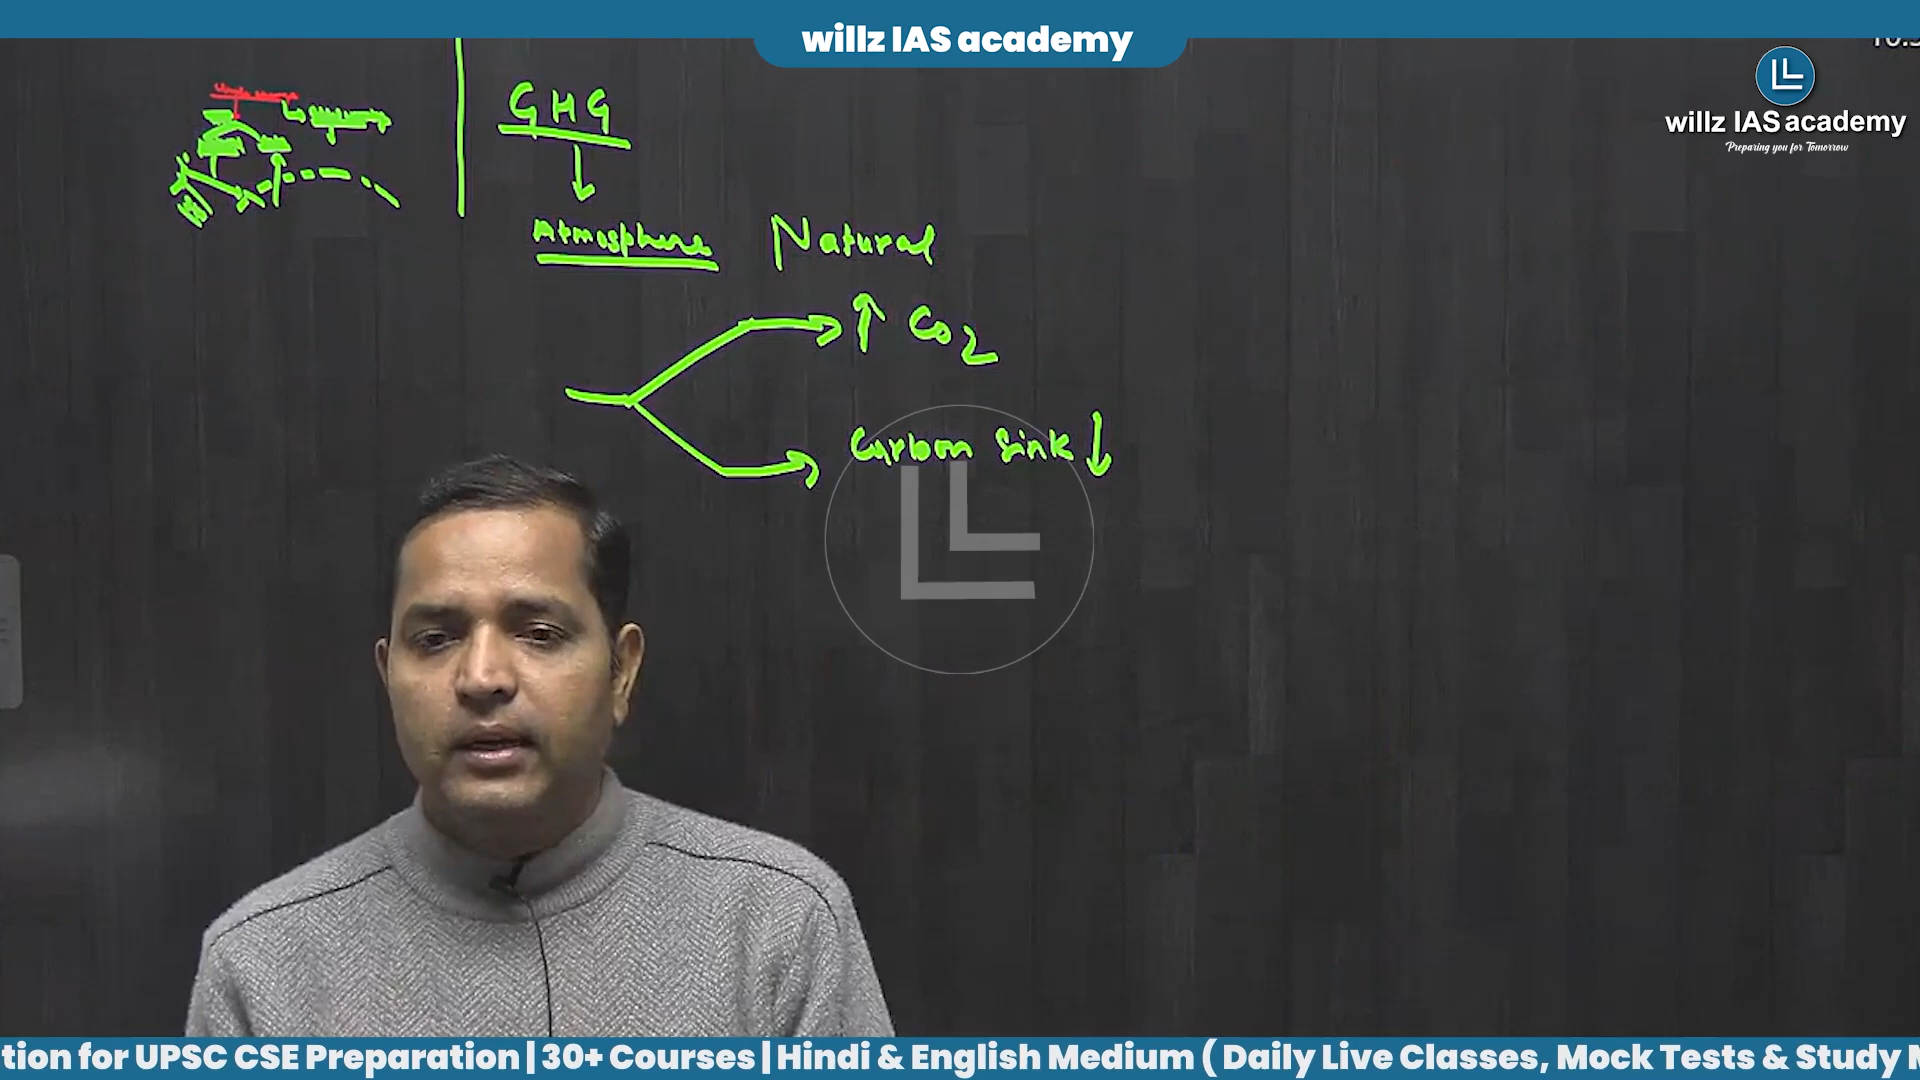 willz IAS academy
willz IAS academy
Preparing you for Tomorrow
GHG
Atmosphere Natural
↑ CO2
Carbon Sink ↓
tion for UPSC CSE Preparation | 30+ Courses | Hindi & English Medium ( Daily Live Classes, Mock Tests & Study